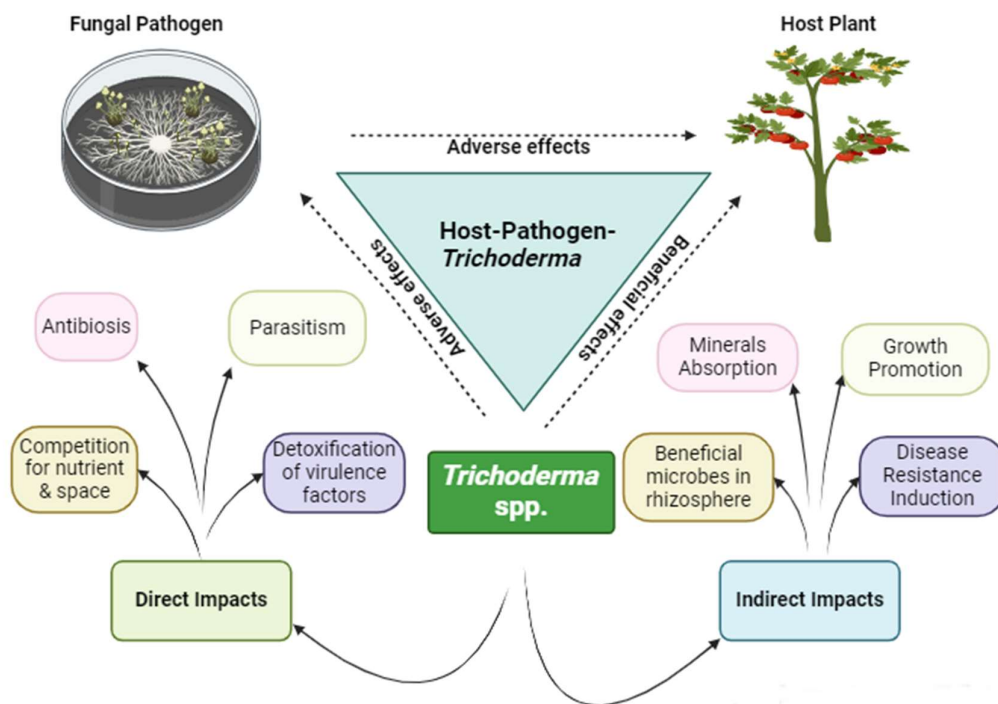 Fungal Pathogen
Host Plant
Adverse effects
Host-Pathogen-
Trichoderma
Adverse effects
Beneficial effects
Antibiosis
Parasitism
Minerals
Absorption
Growth
Promotion
Competition
for nutrient
& space
Detoxification
of virulence
factors
Trichoderma
spp.
Beneficial
microbes in
rhizosphere
Disease
Resistance
Induction
Direct Impacts
Indirect Impacts